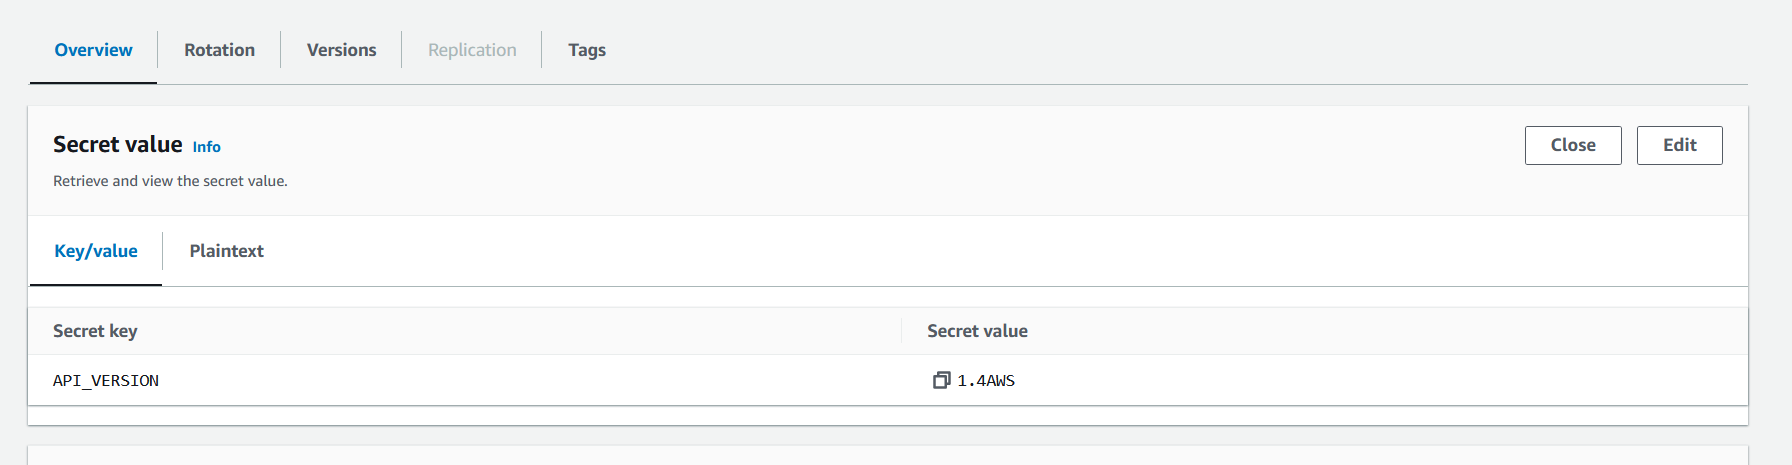 Overview Rotation Versions Replication Tags
Secret value Info
Close Edit
Retrieve and view the secret value.
Key/value Plaintext
Secret key Secret value
API_VERSION 1.4AWS